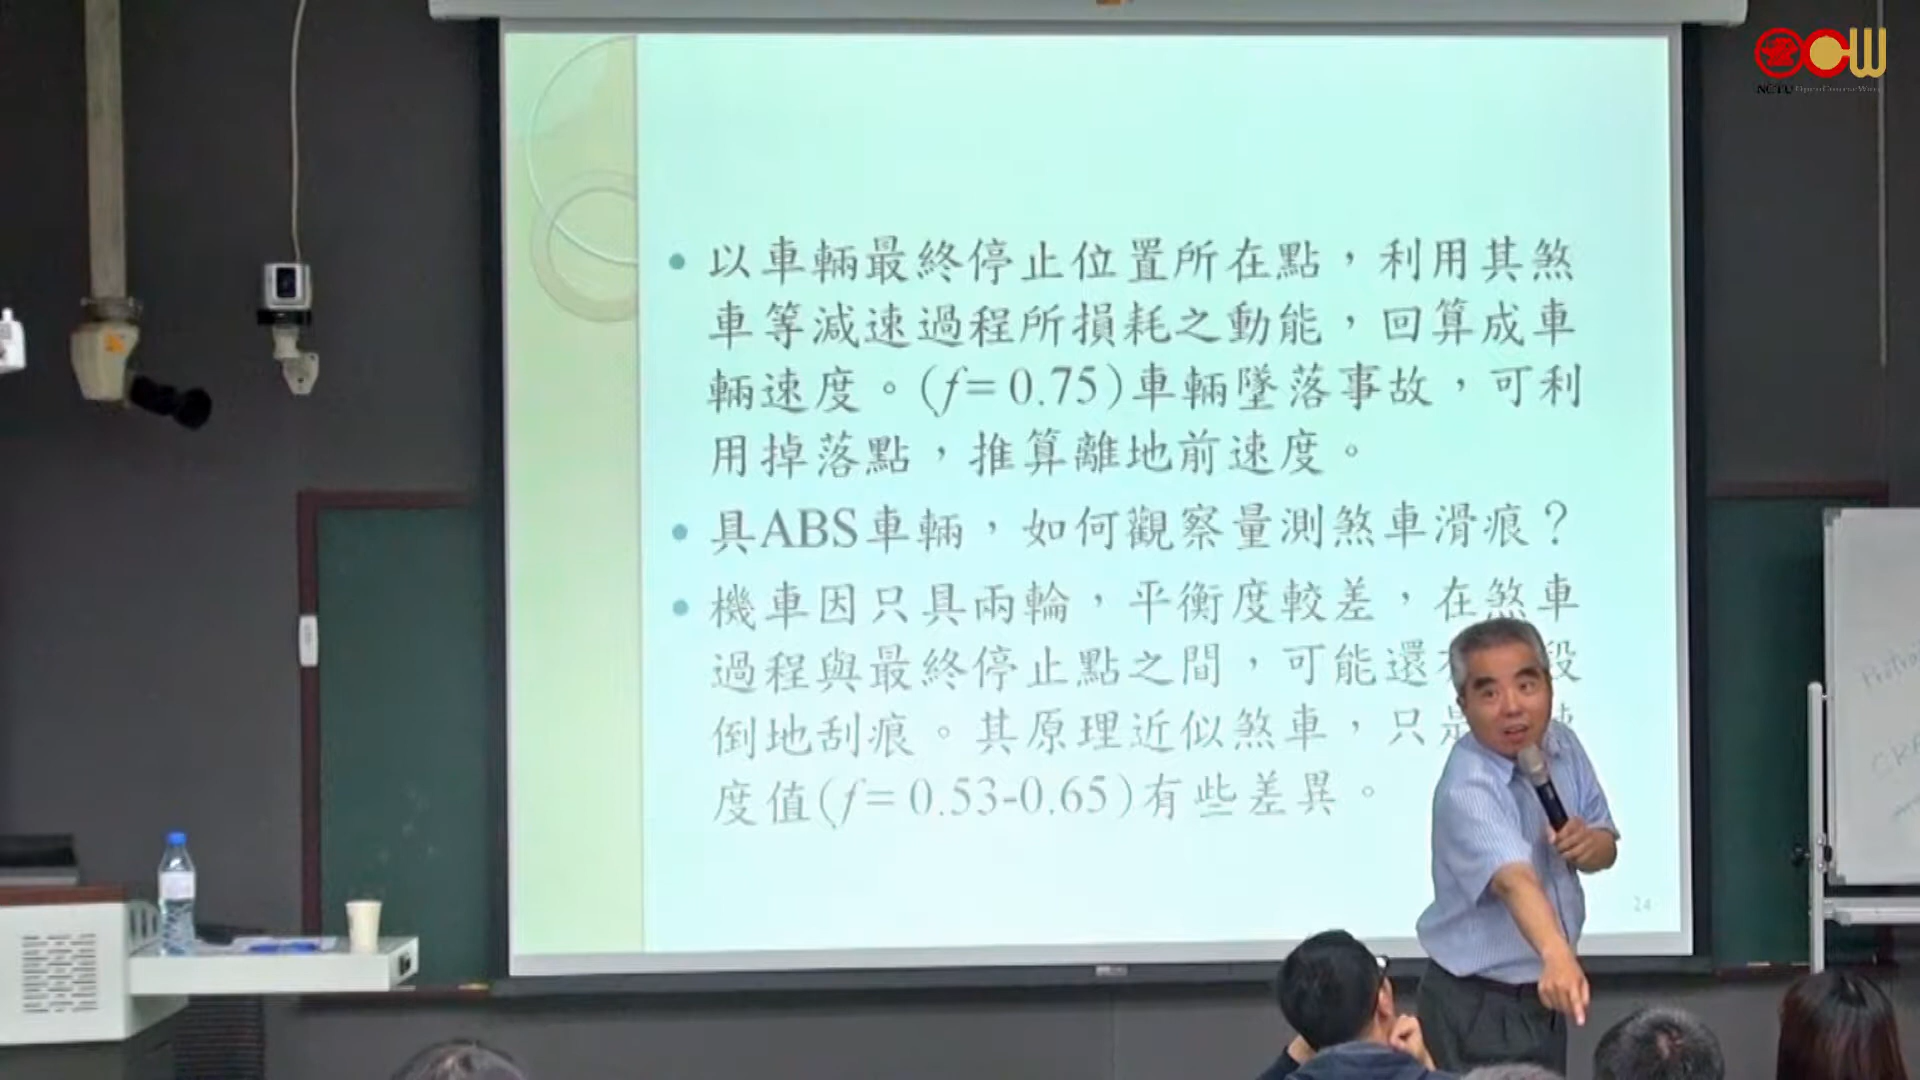 以車輛最終停止位置所在點，利用其煞
車等減速過程所損耗之動能，回算成車
輛速度。(f= 0.75)車輛墜落事故，可利
用掉落點，推算離地前速度。
具ABS車輛，如何觀察量測煞車滑痕？
機車因只具兩輪，平衡度較差，在煞車
過程與最終停止點之間，可能還 段
倒地刮痕。其原理近似煞車，只是
度值(f= 0.53-0.65)有些差異。
24
NCTU OpenCourseWare